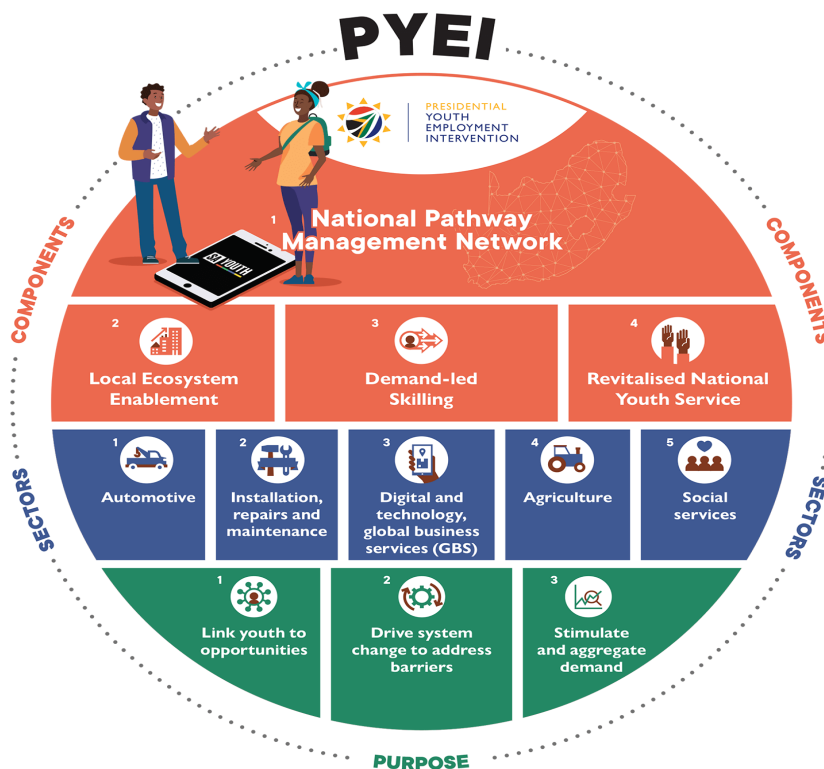 PYEI
PRESIDENTIAL
YOUTH
EMPLOYMENT
INTERVENTION
COMPONENTS
COMPONENTS
1
National Pathway
Management Network
SA YOUTH
2
Local Ecosystem
Enablement
3
Demand-led
Skilling
4
Revitalised National
Youth Service
SECTORS
SECTORS
1
Automotive
2
Installation,
repairs and
maintenance
3
Digital and
technology,
global business
services (GBS)
4
Agriculture
5
Social
services
1
Link youth to
opportunities
2
Drive system
change to address
barriers
3
Stimulate
and aggregate
demand
PURPOSE